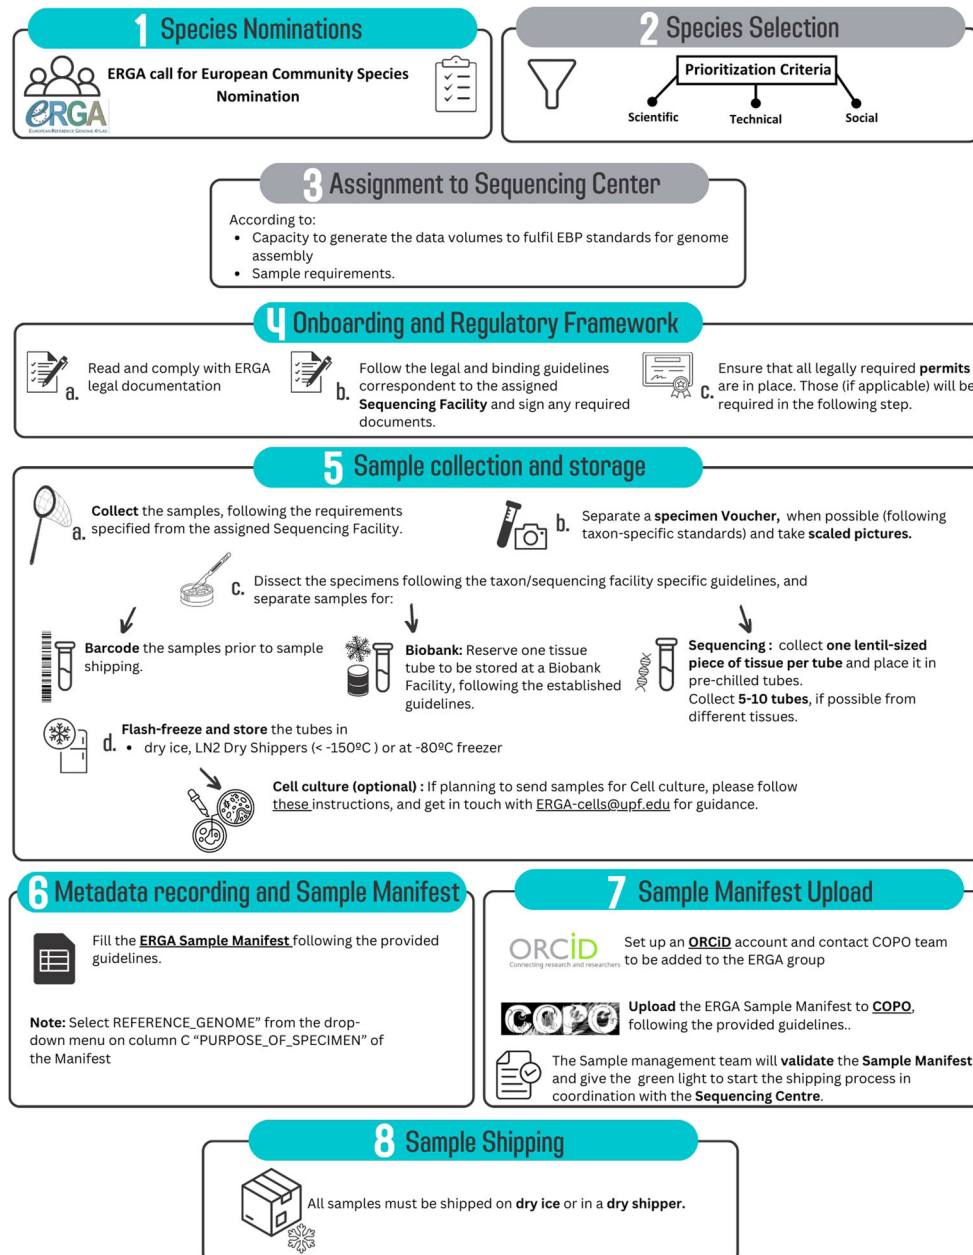 1 Species Nominations
ERGA call for European Community Species
Nomination
eRGA
EUROPEAN REFERENCE GENOME ATLAS
2 Species Selection
Prioritization Criteria
Scientific
Technical
Social
3 Assignment to Sequencing Center
According to:
• Capacity to generate the data volumes to fulfil EBP standards for genome
assembly
• Sample requirements.
4 Onboarding and Regulatory Framework
a.
Read and comply with ERGA
legal documentation
b.
Follow the legal and binding guidelines
correspondent to the assigned
Sequencing Facility and sign any required
documents.
c.
Ensure that all legally required permits
are in place. Those (if applicable) will be
required in the following step.
5 Sample collection and storage
a.
Collect the samples, following the requirements
specified from the assigned Sequencing Facility.
b.
Separate a specimen Voucher, when possible (following
taxon-specific standards) and take scaled pictures.
c.
Dissect the specimens following the taxon/sequencing facility specific guidelines, and
separate samples for:
Barcode the samples prior to sample
shipping.
Biobank: Reserve one tissue
tube to be stored at a Biobank
Facility, following the established
guidelines.
Sequencing : collect one lentil-sized
piece of tissue per tube and place it in
pre-chilled tubes.
Collect 5-10 tubes, if possible from
different tissues.
d.
Flash-freeze and store the tubes in
• dry ice, LN2 Dry Shippers (< -150ºC ) or at -80ºC freezer
Cell culture (optional) : If planning to send samples for Cell culture, please follow
these instructions, and get in touch with ERGA-cells@upf.edu for guidance.
6 Metadata recording and Sample Manifest
Fill the ERGA Sample Manifest following the provided
guidelines.
Note: Select REFERENCE_GENOME” from the drop-
down menu on column C “PURPOSE_OF_SPECIMEN” of
the Manifest
7 Sample Manifest Upload
ORCiD
Connecting research and researchers
Set up an ORCiD account and contact COPO team
to be added to the ERGA group
COPO
Upload the ERGA Sample Manifest to COPO,
following the provided guidelines..
The Sample management team will validate the Sample Manifest
and give the green light to start the shipping process in
coordination with the Sequencing Centre.
8 Sample Shipping
All samples must be shipped on dry ice or in a dry shipper.